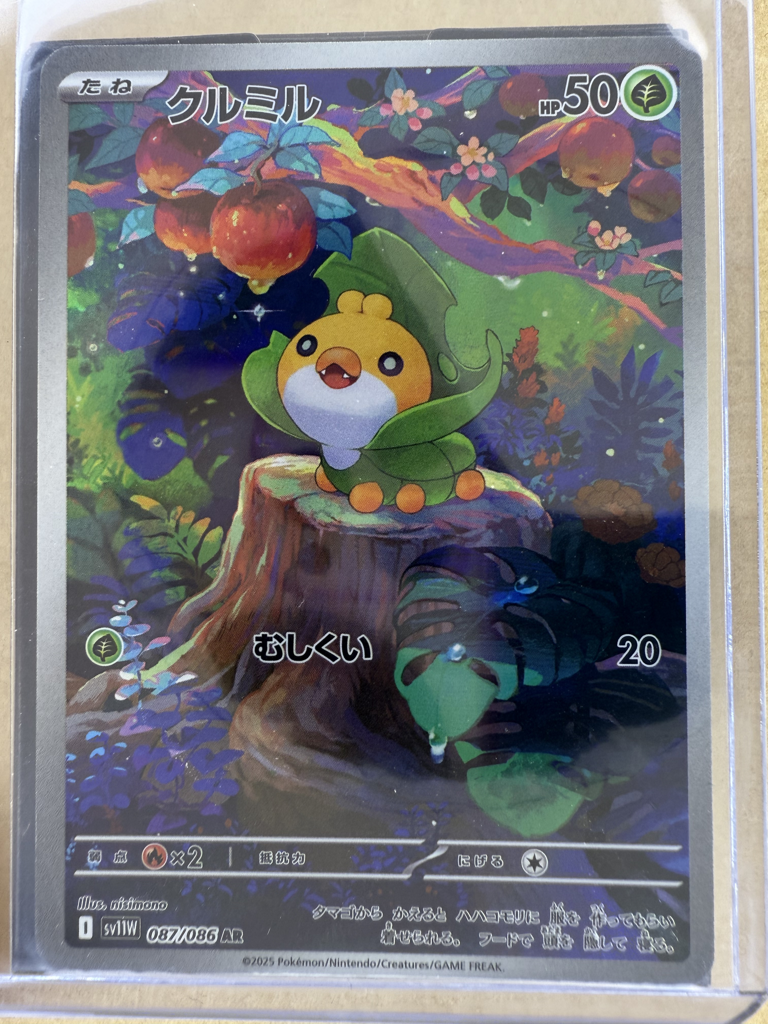 たね
クルミル
HP50
むしくい 20
弱点 ×2 抵抗力 にげる
Illus. nisimono
I sv11W 087/086 AR
タマゴから かえると ハハコモリに 服を 作ってもらい
着せられる。 フードで 頭を 隠して 寝る。
©2025 Pokémon/Nintendo/Creatures/GAME FREAK.